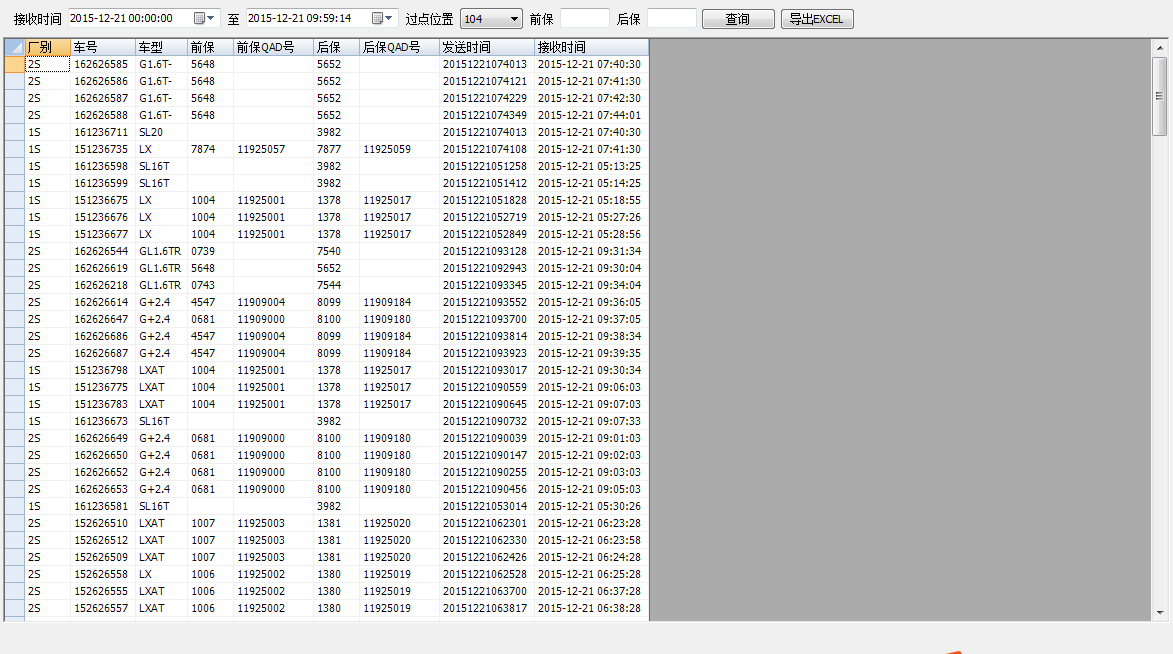 接收时间 2015-12-21 00:00:00 至 2015-12-21 09:59:14 过点位置 104 前保 后保 查询 导出EXCEL
厂别 车号 车型 前保 前保QAD号 后保 后保QAD号 发送时间 接收时间
2S 162626585 G1.6T- 5648 5652 20151221074013 2015-12-21 07:40:30
2S 162626586 G1.6T- 5648 5652 20151221074121 2015-12-21 07:41:30
2S 162626587 G1.6T- 5648 5652 20151221074229 2015-12-21 07:42:30
2S 162626588 G1.6T- 5648 5652 20151221074349 2015-12-21 07:44:01
1S 161236711 SL20 3982 20151221074013 2015-12-21 07:40:30
1S 151236735 LX 7874 11925057 7877 11925059 20151221074108 2015-12-21 07:41:30
1S 161236598 SL16T 3982 20151221051258 2015-12-21 05:13:25
1S 161236599 SL16T 3982 20151221051412 2015-12-21 05:14:25
1S 151236675 LX 1004 11925001 1378 11925017 20151221051828 2015-12-21 05:18:55
1S 151236676 LX 1004 11925001 1378 11925017 20151221052719 2015-12-21 05:27:26
1S 151236677 LX 1004 11925001 1378 11925017 20151221052849 2015-12-21 05:28:56
2S 162626544 GL1.6TR 0739 7540 20151221093128 2015-12-21 09:31:34
2S 162626619 GL1.6TR 5648 5652 20151221092943 2015-12-21 09:30:04
2S 162626218 GL1.6TR 0743 7544 20151221093345 2015-12-21 09:34:04
2S 162626614 G+2.4 4547 11909004 8099 11909184 20151221093552 2015-12-21 09:36:05
2S 162626647 G+2.4 0681 11909000 8100 11909180 20151221093700 2015-12-21 09:37:05
2S 162626686 G+2.4 4547 11909004 8099 11909184 20151221093814 2015-12-21 09:38:34
2S 162626687 G+2.4 4547 11909004 8099 11909184 20151221093923 2015-12-21 09:39:35
1S 151236798 LXAT 1004 11925001 1378 11925017 20151221093017 2015-12-21 09:30:34
1S 151236775 LXAT 1004 11925001 1378 11925017 20151221090559 2015-12-21 09:06:03
1S 151236783 LXAT 1004 11925001 1378 11925017 20151221090645 2015-12-21 09:07:03
1S 161236673 SL16T 3982 20151221090732 2015-12-21 09:07:33
2S 162626649 G+2.4 0681 11909000 8100 11909180 20151221090039 2015-12-21 09:01:03
2S 162626650 G+2.4 0681 11909000 8100 11909180 20151221090147 2015-12-21 09:02:03
2S 162626652 G+2.4 0681 11909000 8100 11909180 20151221090255 2015-12-21 09:03:03
2S 162626653 G+2.4 0681 11909000 8100 11909180 20151221090456 2015-12-21 09:05:03
1S 161236581 SL16T 3982 20151221053014 2015-12-21 05:30:26
2S 152626510 LXAT 1007 11925003 1381 11925020 20151221062301 2015-12-21 06:23:28
2S 152626512 LXAT 1007 11925003 1381 11925020 20151221062330 2015-12-21 06:23:58
2S 152626509 LXAT 1007 11925003 1381 11925020 20151221062426 2015-12-21 06:24:28
2S 152626558 LX 1006 11925002 1380 11925019 20151221062528 2015-12-21 06:25:28
2S 152626555 LXAT 1006 11925002 1380 11925019 20151221063700 2015-12-21 06:37:28
2S 152626557 LXAT 1006 11925002 1380 11925019 20151221063817 2015-12-21 06:38:28